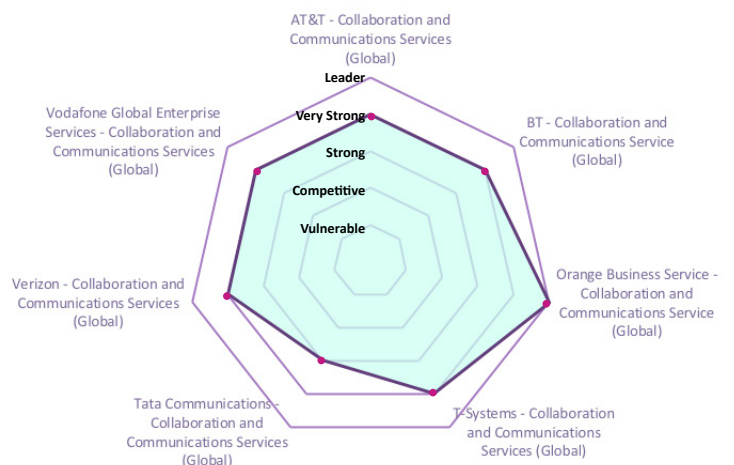 AT&T - Collaboration and
Communications Services
(Global)
Leader
Very Strong
Strong
Competitive
Vulnerable
Vodafone Global Enterprise
Services - Collaboration and
Communications Services
(Global)
BT - Collaboration and
Communications Service
(Global)
Orange Business Service -
Collaboration and
Communications Service
(Global)
Verizon - Collaboration and
Communications Services
(Global)
Tata Communications -
Collaboration and
Communications Services
(Global)
T-Systems - Collaboration
and Communications
Services (Global)